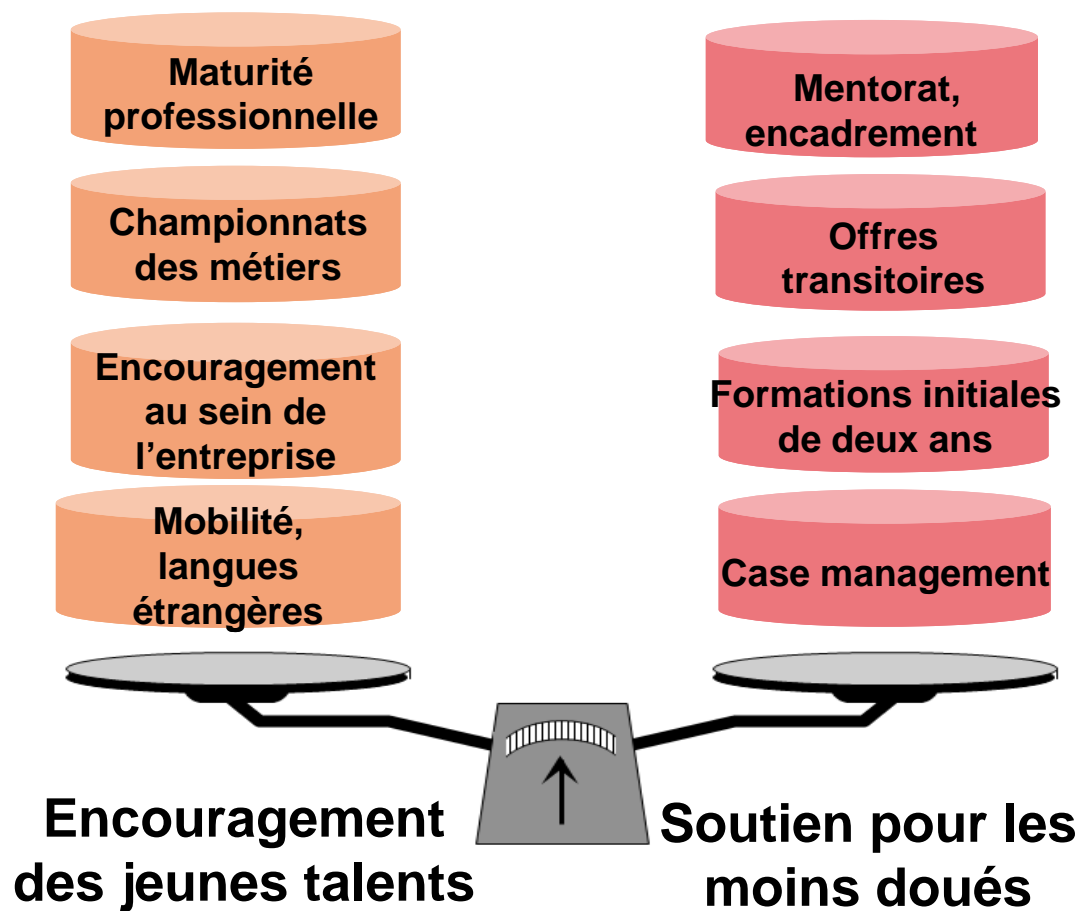 Maturité
professionnelle
Championnats
des métiers
Encouragement
au sein de
l’entreprise
Mobilité,
langues
étrangères
Encouragement
des jeunes talents
Mentorat,
encadrement
Offres
transitoires
Formations initiales
de deux ans
Case management
Soutien pour les
moins doués